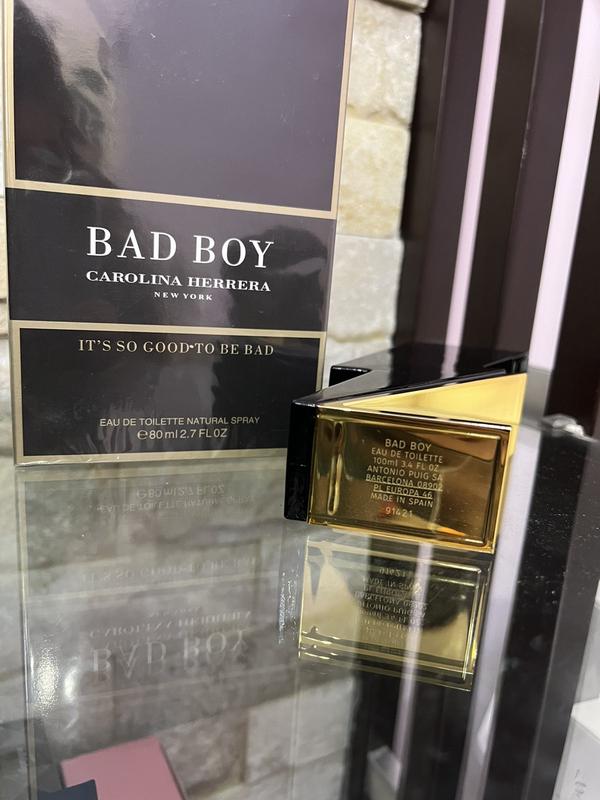 BAD BOY
CAROLINA HERRERA
NEW YORK
IT'S SO GOOD TO BE BAD
EAU DE TOILETTE NATURAL SPRAY
℮80 ml 2.7 FL OZ
BAD BOY
EAU DE TOILETTE
100ml 3.4 FL OZ
ANTONIO PUIG SA
BARCELONA 08902
PL EUROPA 46
MADE IN SPAIN
91421